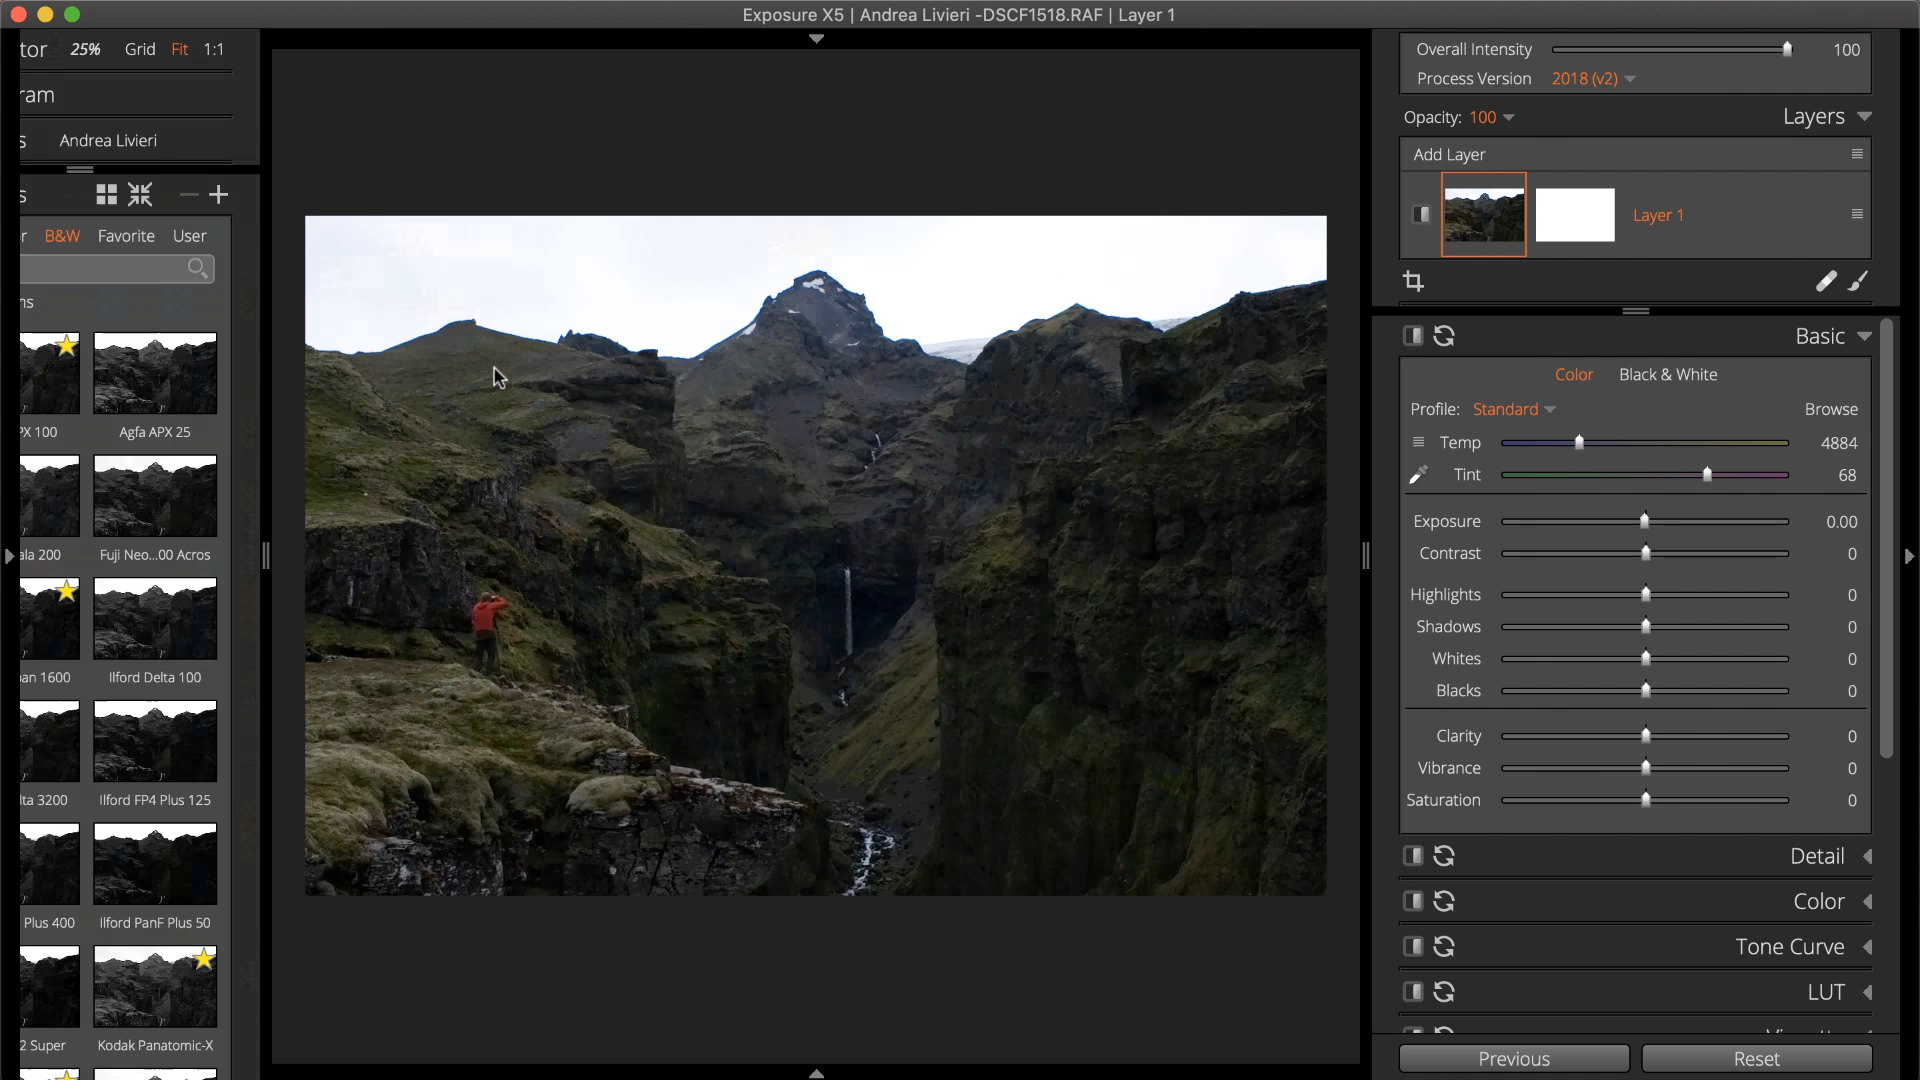 Exposure X5 | Andrea Livieri -DSCF1518.RAF | Layer 1
tor 25% Grid Fit 1:1
ram
s Andrea Livieri
s
r B&W Favorite User
ns
PX 100 Agfa APX 25
ala 200 Fuji Neo...00 Acros
an 1600 Ilford Delta 100
lta 3200 Ilford FP4 Plus 125
Plus 400 Ilford PanF Plus 50
2 Super Kodak Panatomic-X
Overall Intensity 100
Process Version 2018 (v2)
Opacity: 100 Layers
Add Layer
Layer 1
Basic
Color Black & White
Profile: Standard Browse
Temp 4884
Tint 68
Exposure 0.00
Contrast 0
Highlights 0
Shadows 0
Whites 0
Blacks 0
Clarity 0
Vibrance 0
Saturation 0
Detail
Color
Tone Curve
LUT
Previous Reset